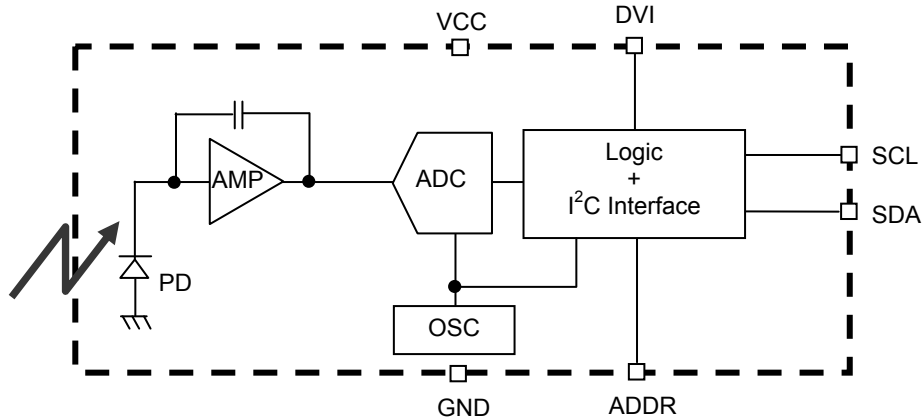 VCC
DVI
AMP
ADC
Logic
+
I²C Interface
SCL
SDA
PD
OSC
GND
ADDR